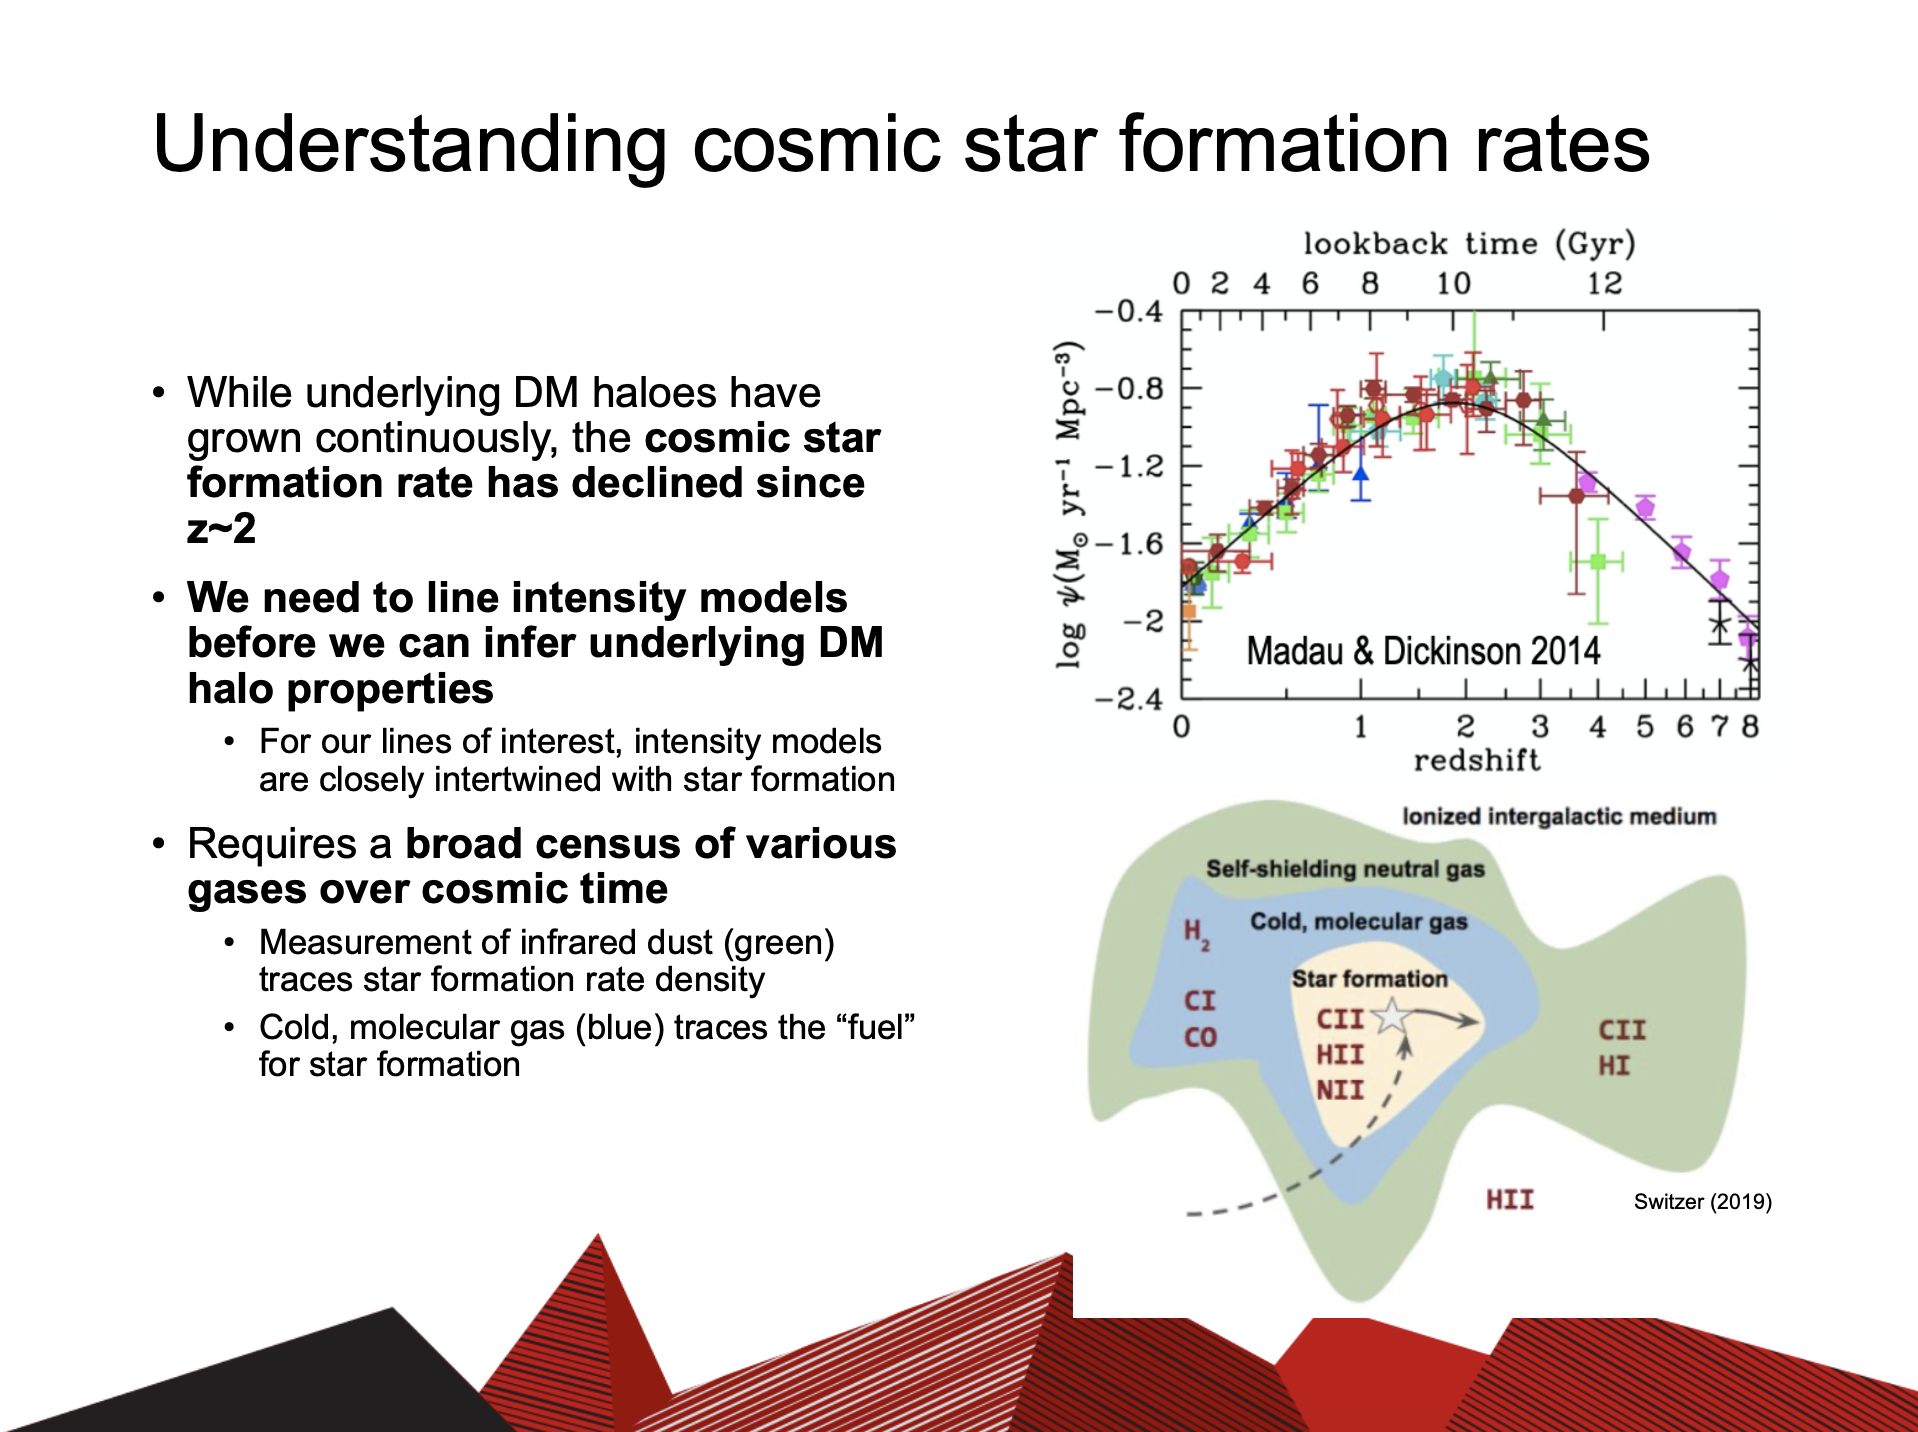 Understanding cosmic star formation rates
• While underlying DM haloes have
grown continuously, the cosmic star
formation rate has declined since
z~2
• We need to line intensity models
before we can infer underlying DM
halo properties
• For our lines of interest, intensity models
are closely intertwined with star formation
• Requires a broad census of various
gases over cosmic time
• Measurement of infrared dust (green)
traces star formation rate density
• Cold, molecular gas (blue) traces the “fuel”
for star formation
lookback time (Gyr)
0 2 4 6 8 10 12
−0.4
−0.8
−1.2
−1.6
−2
−2.4
log ψ(M⊙ yr⁻¹ Mpc⁻³)
Madau & Dickinson 2014
0 1 2 3 4 5 6 7 8
redshift
Ionized intergalactic medium
Self-shielding neutral gas
Cold, molecular gas
H₂
Star formation
CI
CO
CII
HII
NII
CII
HI
HII
Switzer (2019)